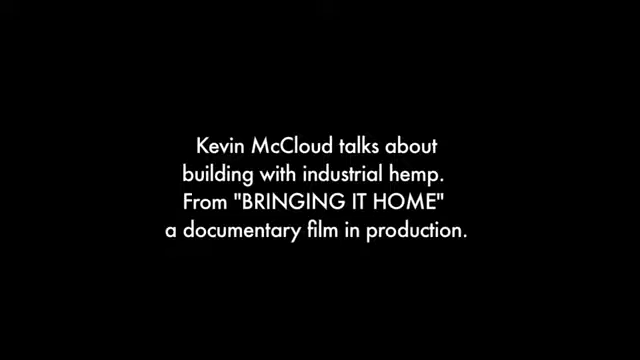 Kevin McCloud talks about
building with industrial hemp.
From "BRINGING IT HOME"
a documentary film in production.